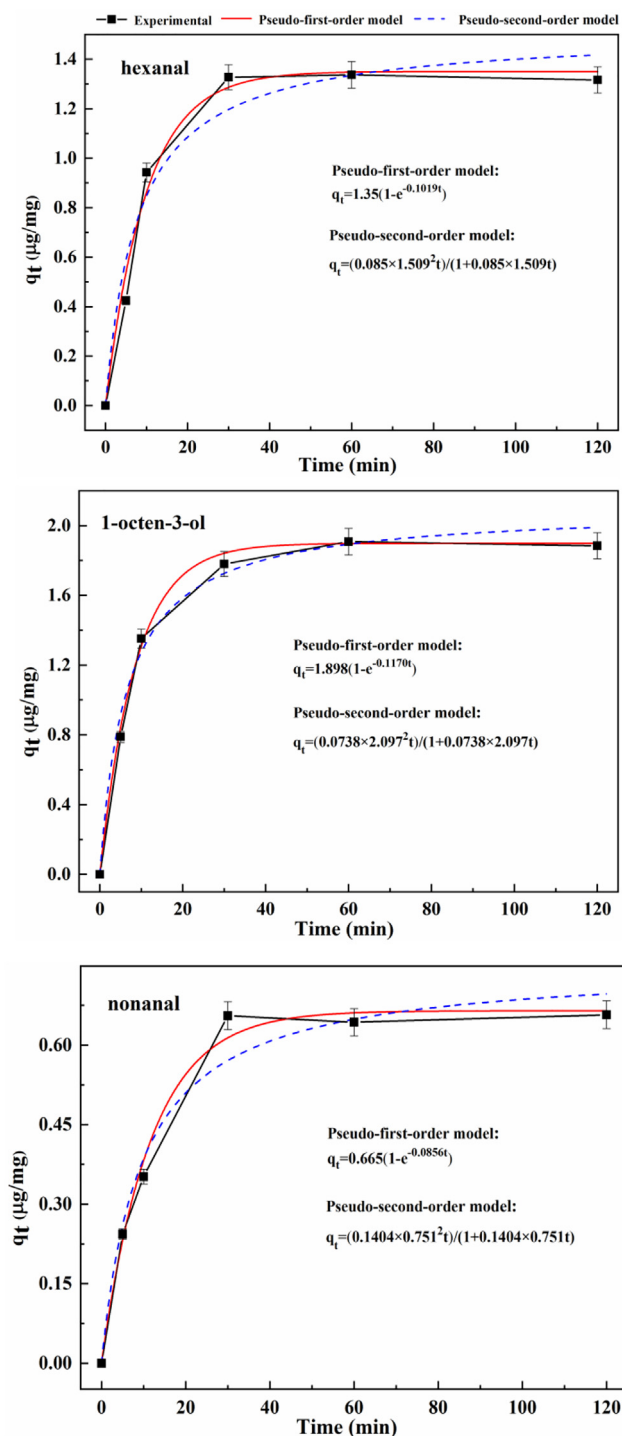 Experimental Pseudo-first-order model Pseudo-second-order model
hexanal
1.4
1.2
1.0
0.8
0.6
0.4
0.2
0.0
qt (μg/mg)
Pseudo-first-order model:
qt=1.35(1-e-0.1019t)
Pseudo-second-order model:
qt=(0.085×1.509²t)/(1+0.085×1.509t)
0 20 40 60 80 100 120
Time (min)
1-octen-3-ol
2.0
1.6
1.2
0.8
0.4
0.0
qt (μg/mg)
Pseudo-first-order model:
qt=1.898(1-e-0.1170t)
Pseudo-second-order model:
qt=(0.0738×2.097²t)/(1+0.0738×2.097t)
0 20 40 60 80 100 120
Time (min)
nonanal
0.60
0.45
0.30
0.15
0.00
qt (μg/mg)
Pseudo-first-order model:
qt=0.665(1-e-0.0856t)
Pseudo-second-order model:
qt=(0.1404×0.751²t)/(1+0.1404×0.751t)
0 20 40 60 80 100 120
Time (min)